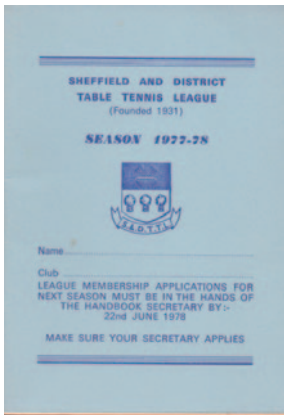 SHEFFIELD AND DISTRICT
TABLE TENNIS LEAGUE
(Founded 1931)
SEASON 1977-78
S.&D.T.T.L.
Name
Club
LEAGUE MEMBERSHIP APPLICATIONS FOR
NEXT SEASON MUST BE IN THE HANDS OF
THE HANDBOOK SECRETARY BY:-
22nd JUNE 1978
MAKE SURE YOUR SECRETARY APPLIES